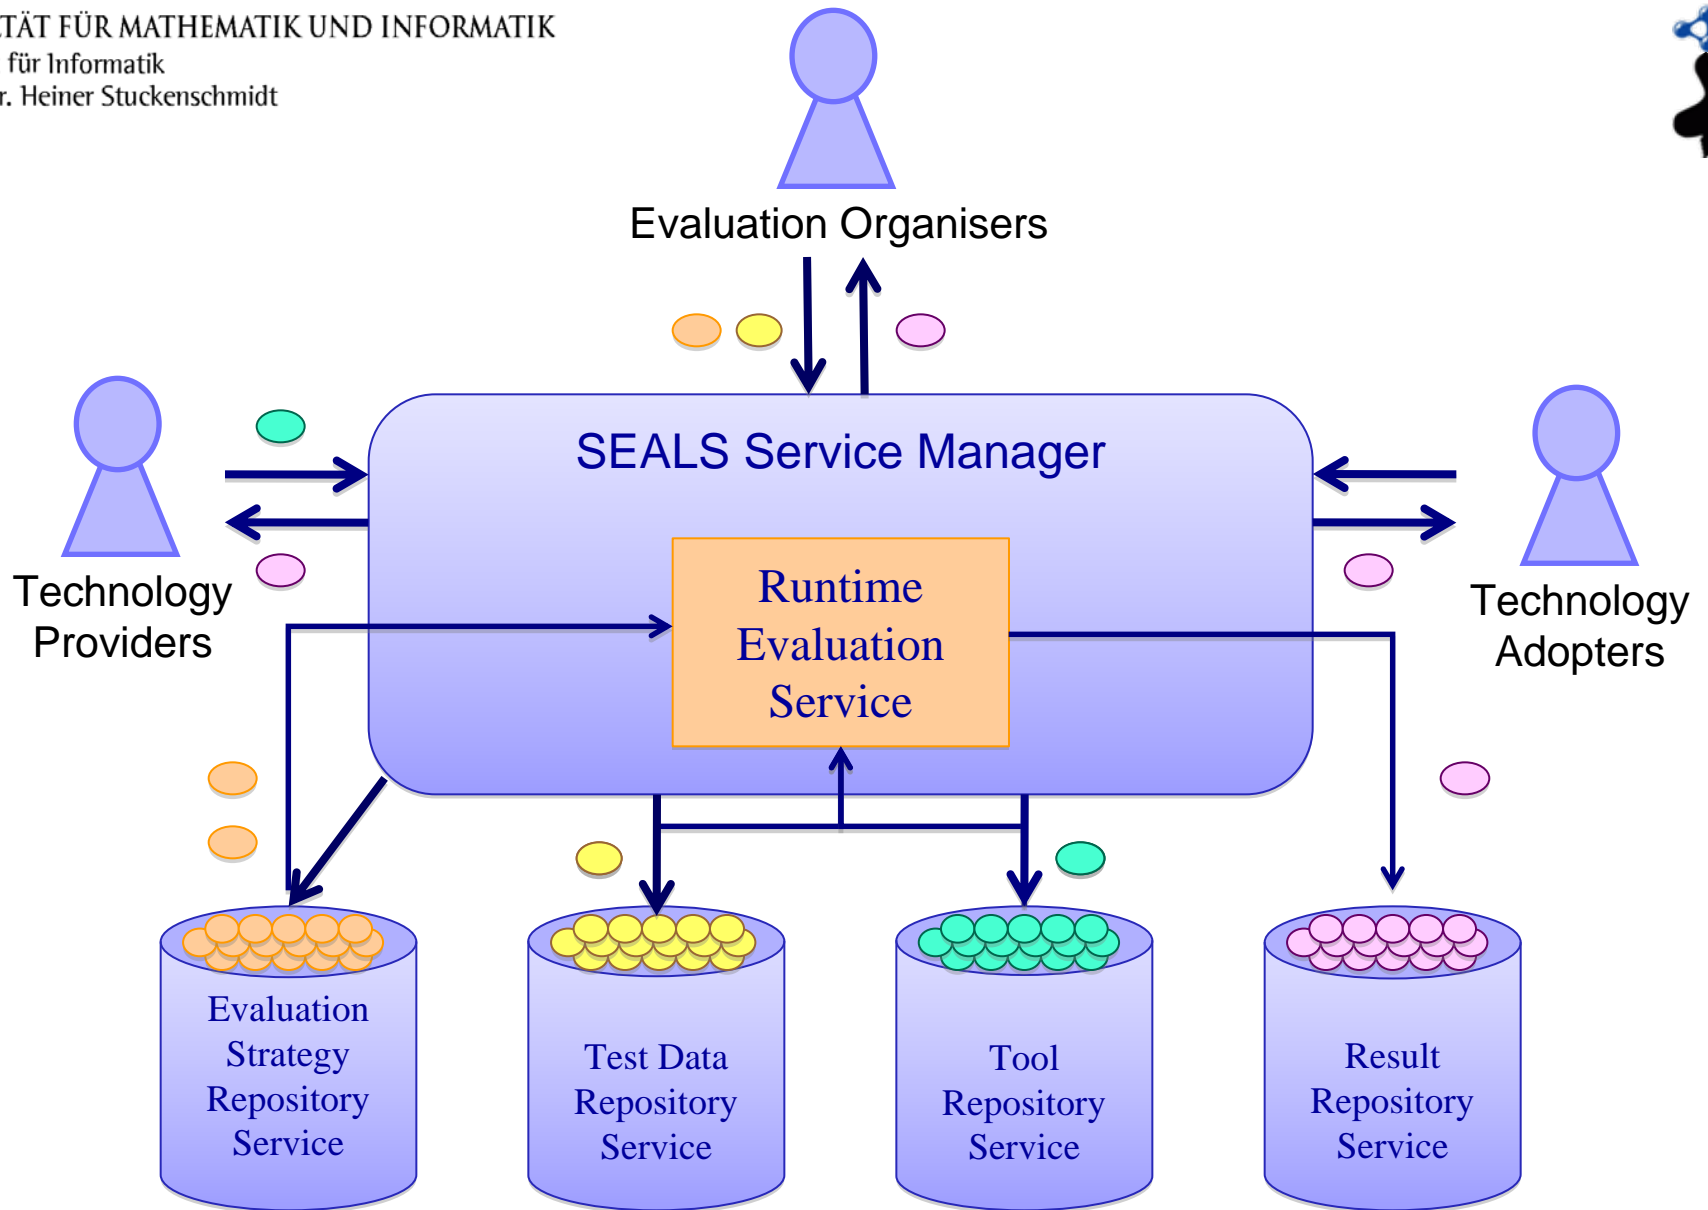 FÜR MATHEMATIK UND INFORMATIK
für Informatik
Heiner Stuckenschmidt
Evaluation Organisers
SEALS Service Manager
Technology
Providers
Runtime
Evaluation
Service
Technology
Adopters
Evaluation
Strategy
Repository
Service
Test Data
Repository
Service
Tool
Repository
Service
Result
Repository
Service